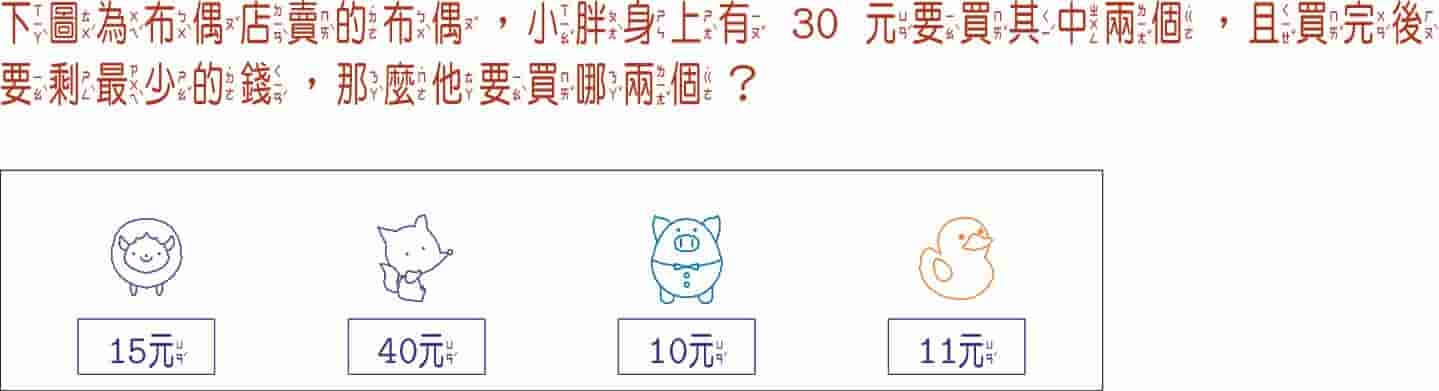 下圖為布偶店賣的布偶，小胖身上有 30 元要買其中兩個，且買完後
要剩最少的錢，那麼他要買哪兩個？
15元 40元 10元 11元